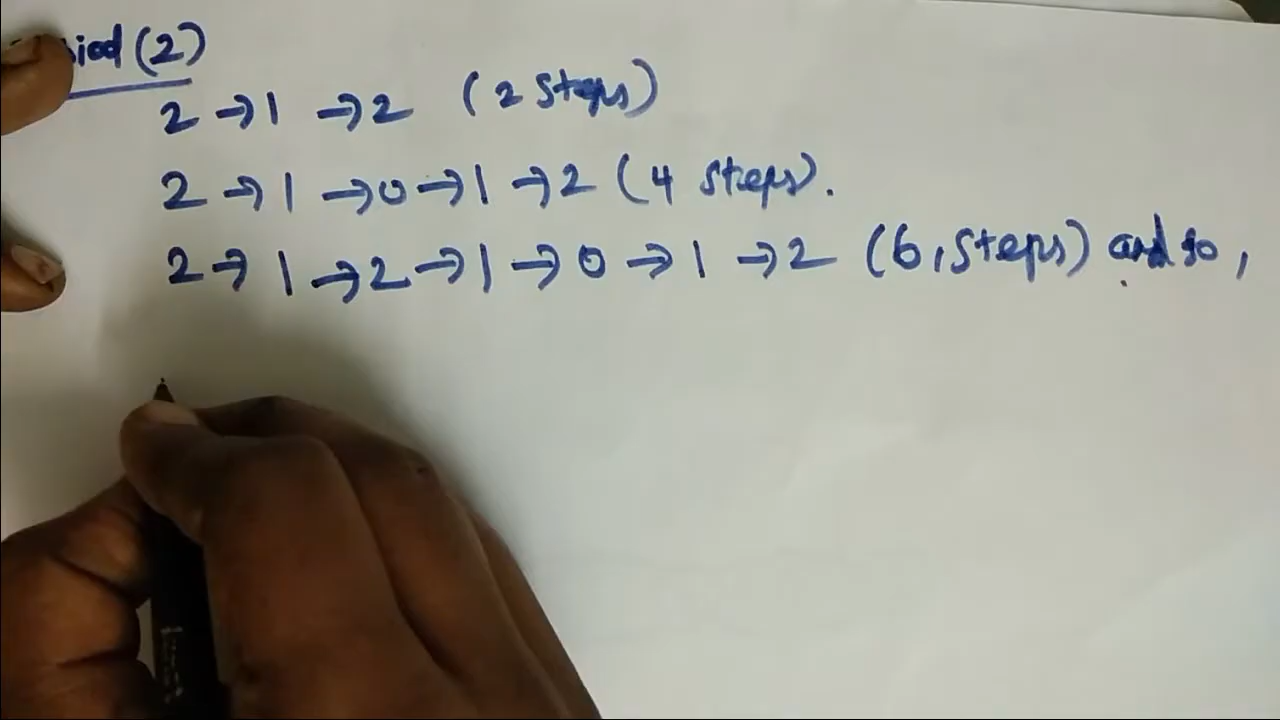 (2)
2 → 1 → 2 (2 steps)
2 → 1 → 0 → 1 → 2 (4 steps).
2 → 1 → 2 → 1 → 0 → 1 → 2 (6, steps) and so,